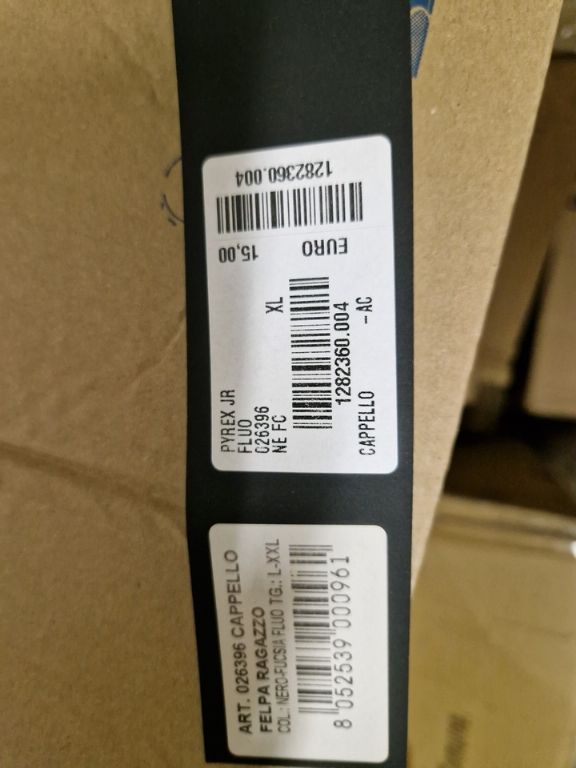 1282360.004
EURO 15,00
PYREX JR
FLUO
026396
NE FC XL
1282360.004
CAPPELLO -AC
ART. 026396 CAPPELLO
FELPA RAGAZZO
COL.: NERO-FUCSIA FLUO TG.: L-XXL
8 052539 000961